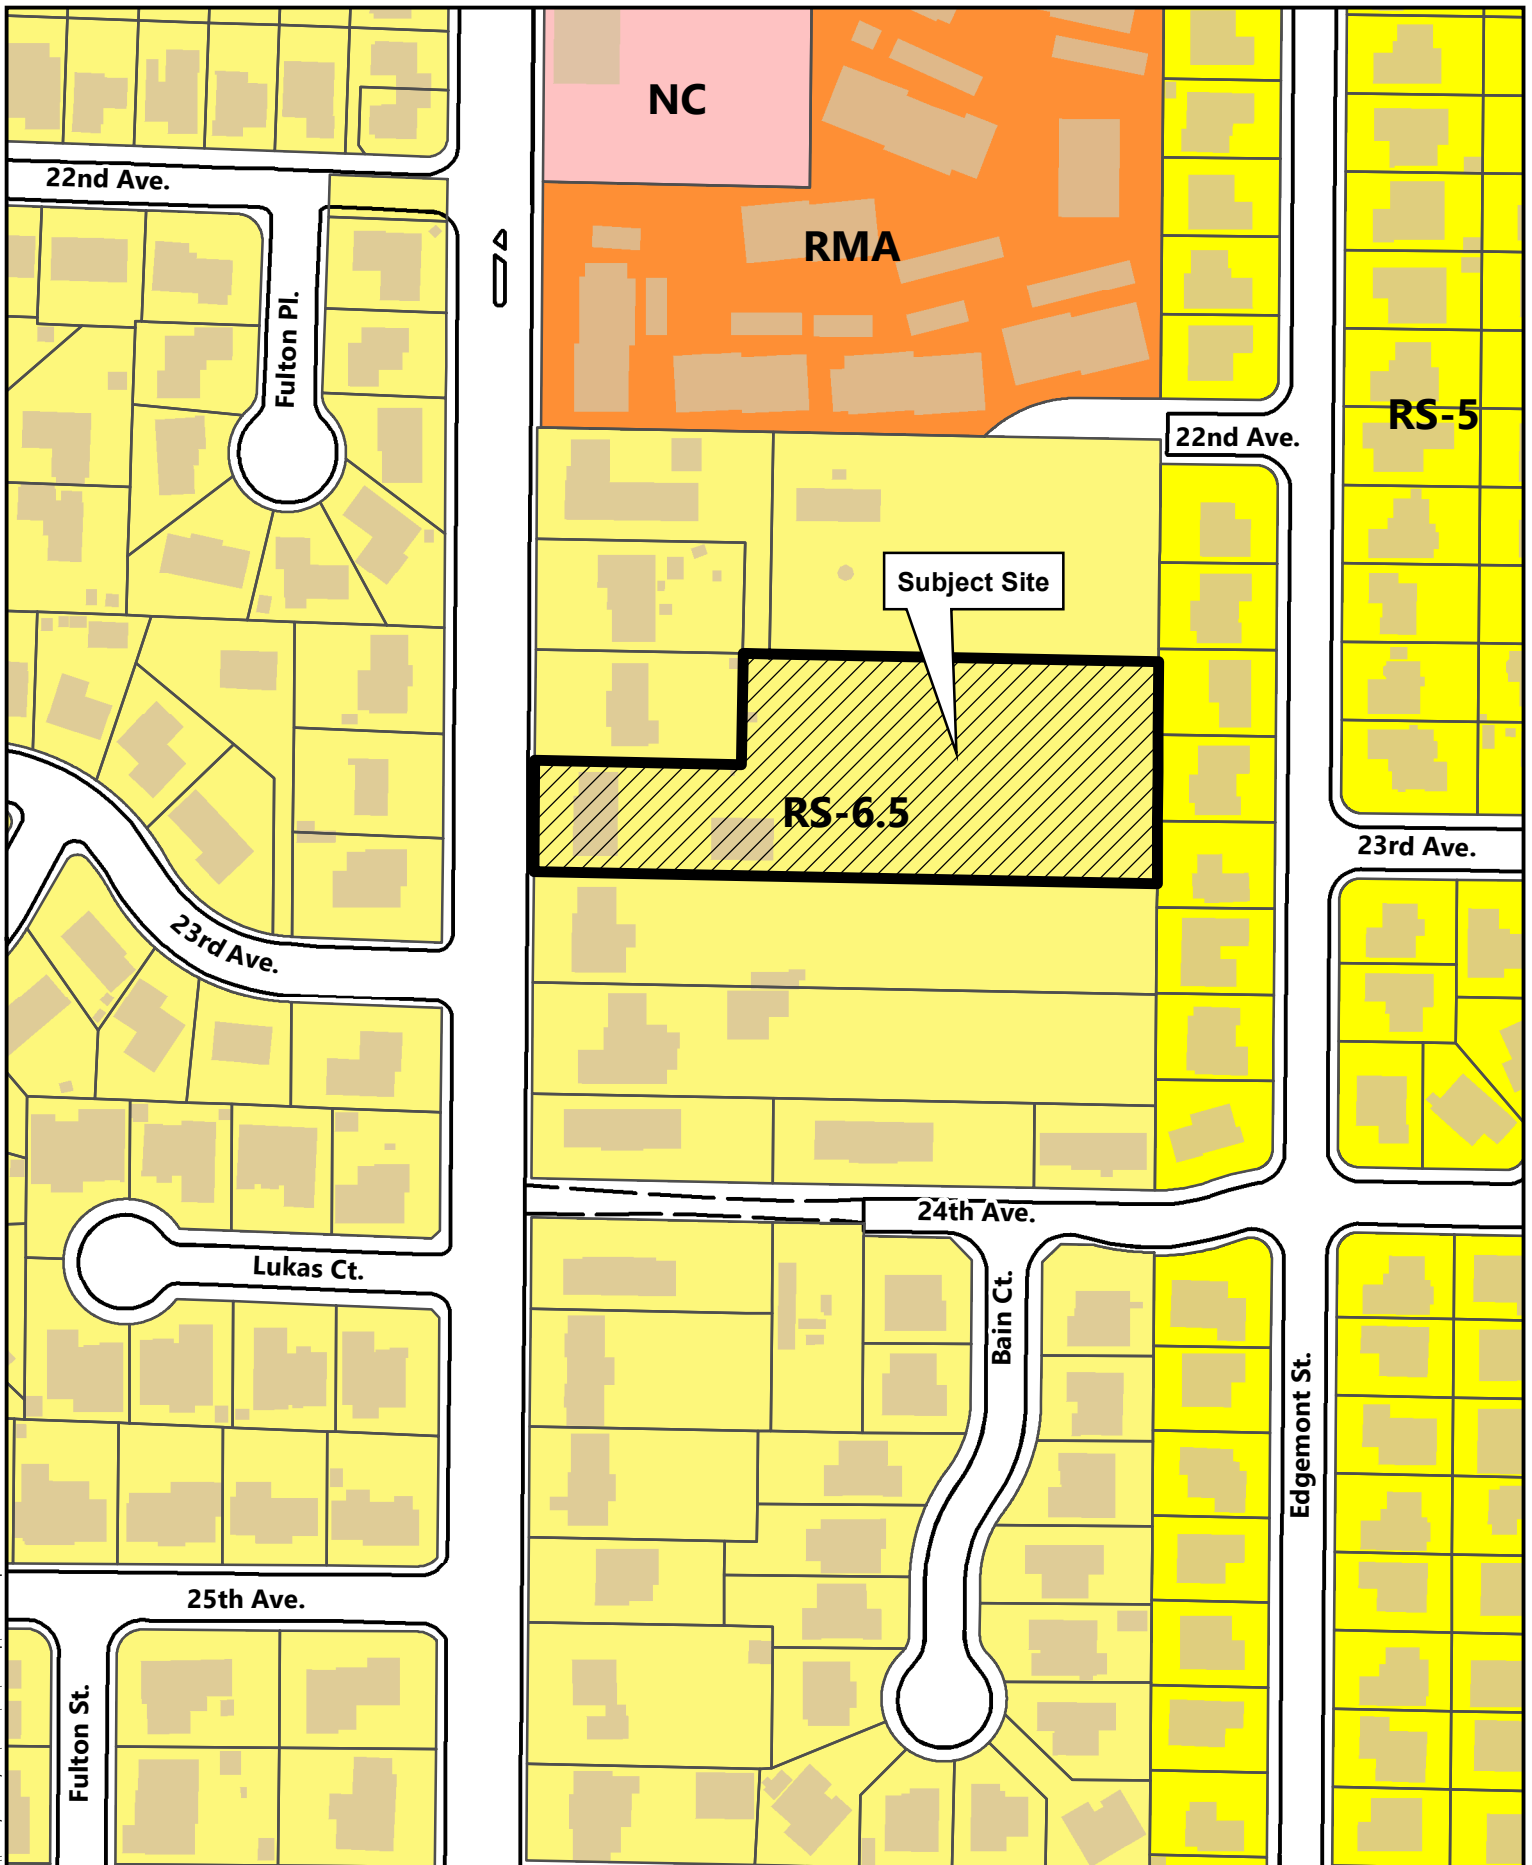 NC
22nd Ave.
RMA
Fulton Pl.
RS-5
22nd Ave.
Subject Site
RS-6.5
23rd Ave.
23rd Ave.
24th Ave.
Lukas Ct.
Bain Ct.
Edgemont St.
25th Ave.
Fulton St.